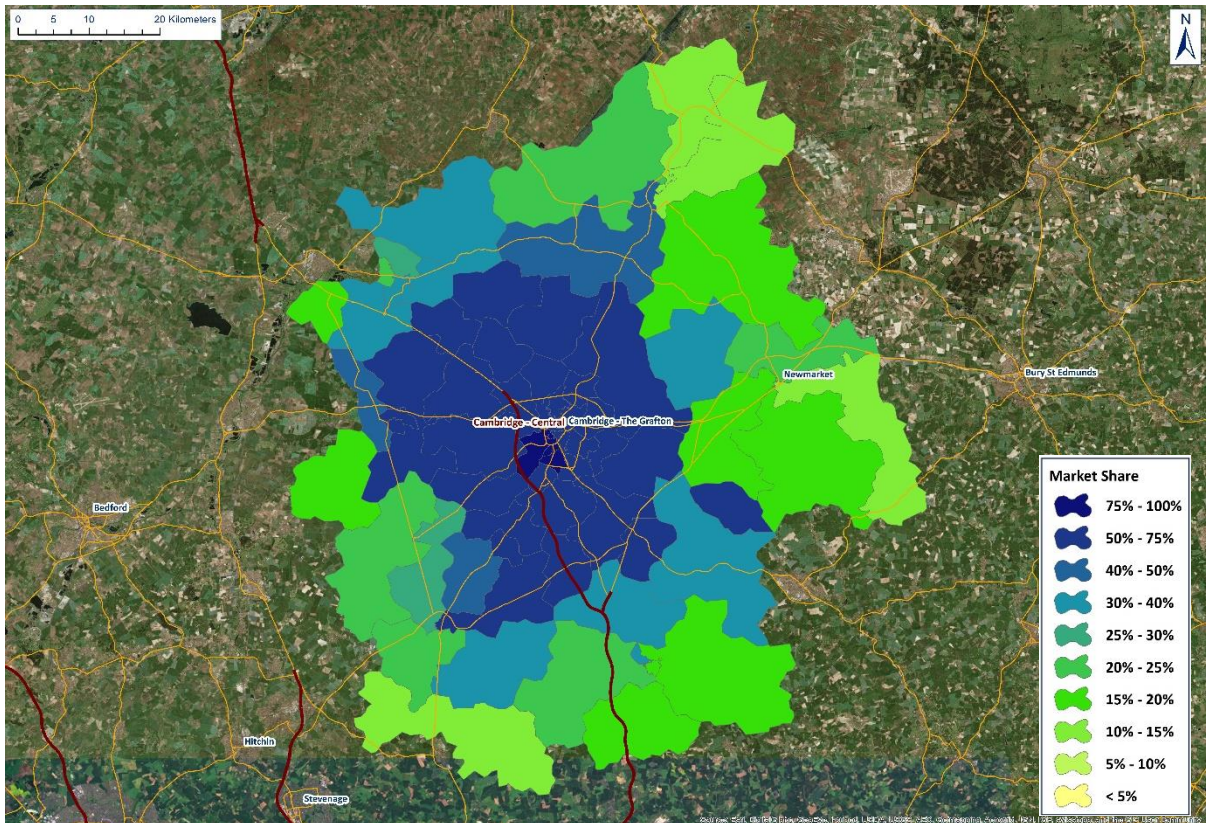 0 5 10 20 Kilometers
N
Newmarket
Bury St Edmunds
Cambridge - Central
Cambridge - The Grafton
Bedford
Hitchin
Stevenage
Market Share
75% - 100%
50% - 75%
40% - 50%
30% - 40%
25% - 30%
20% - 25%
15% - 20%
10% - 15%
5% - 10%
< 5%